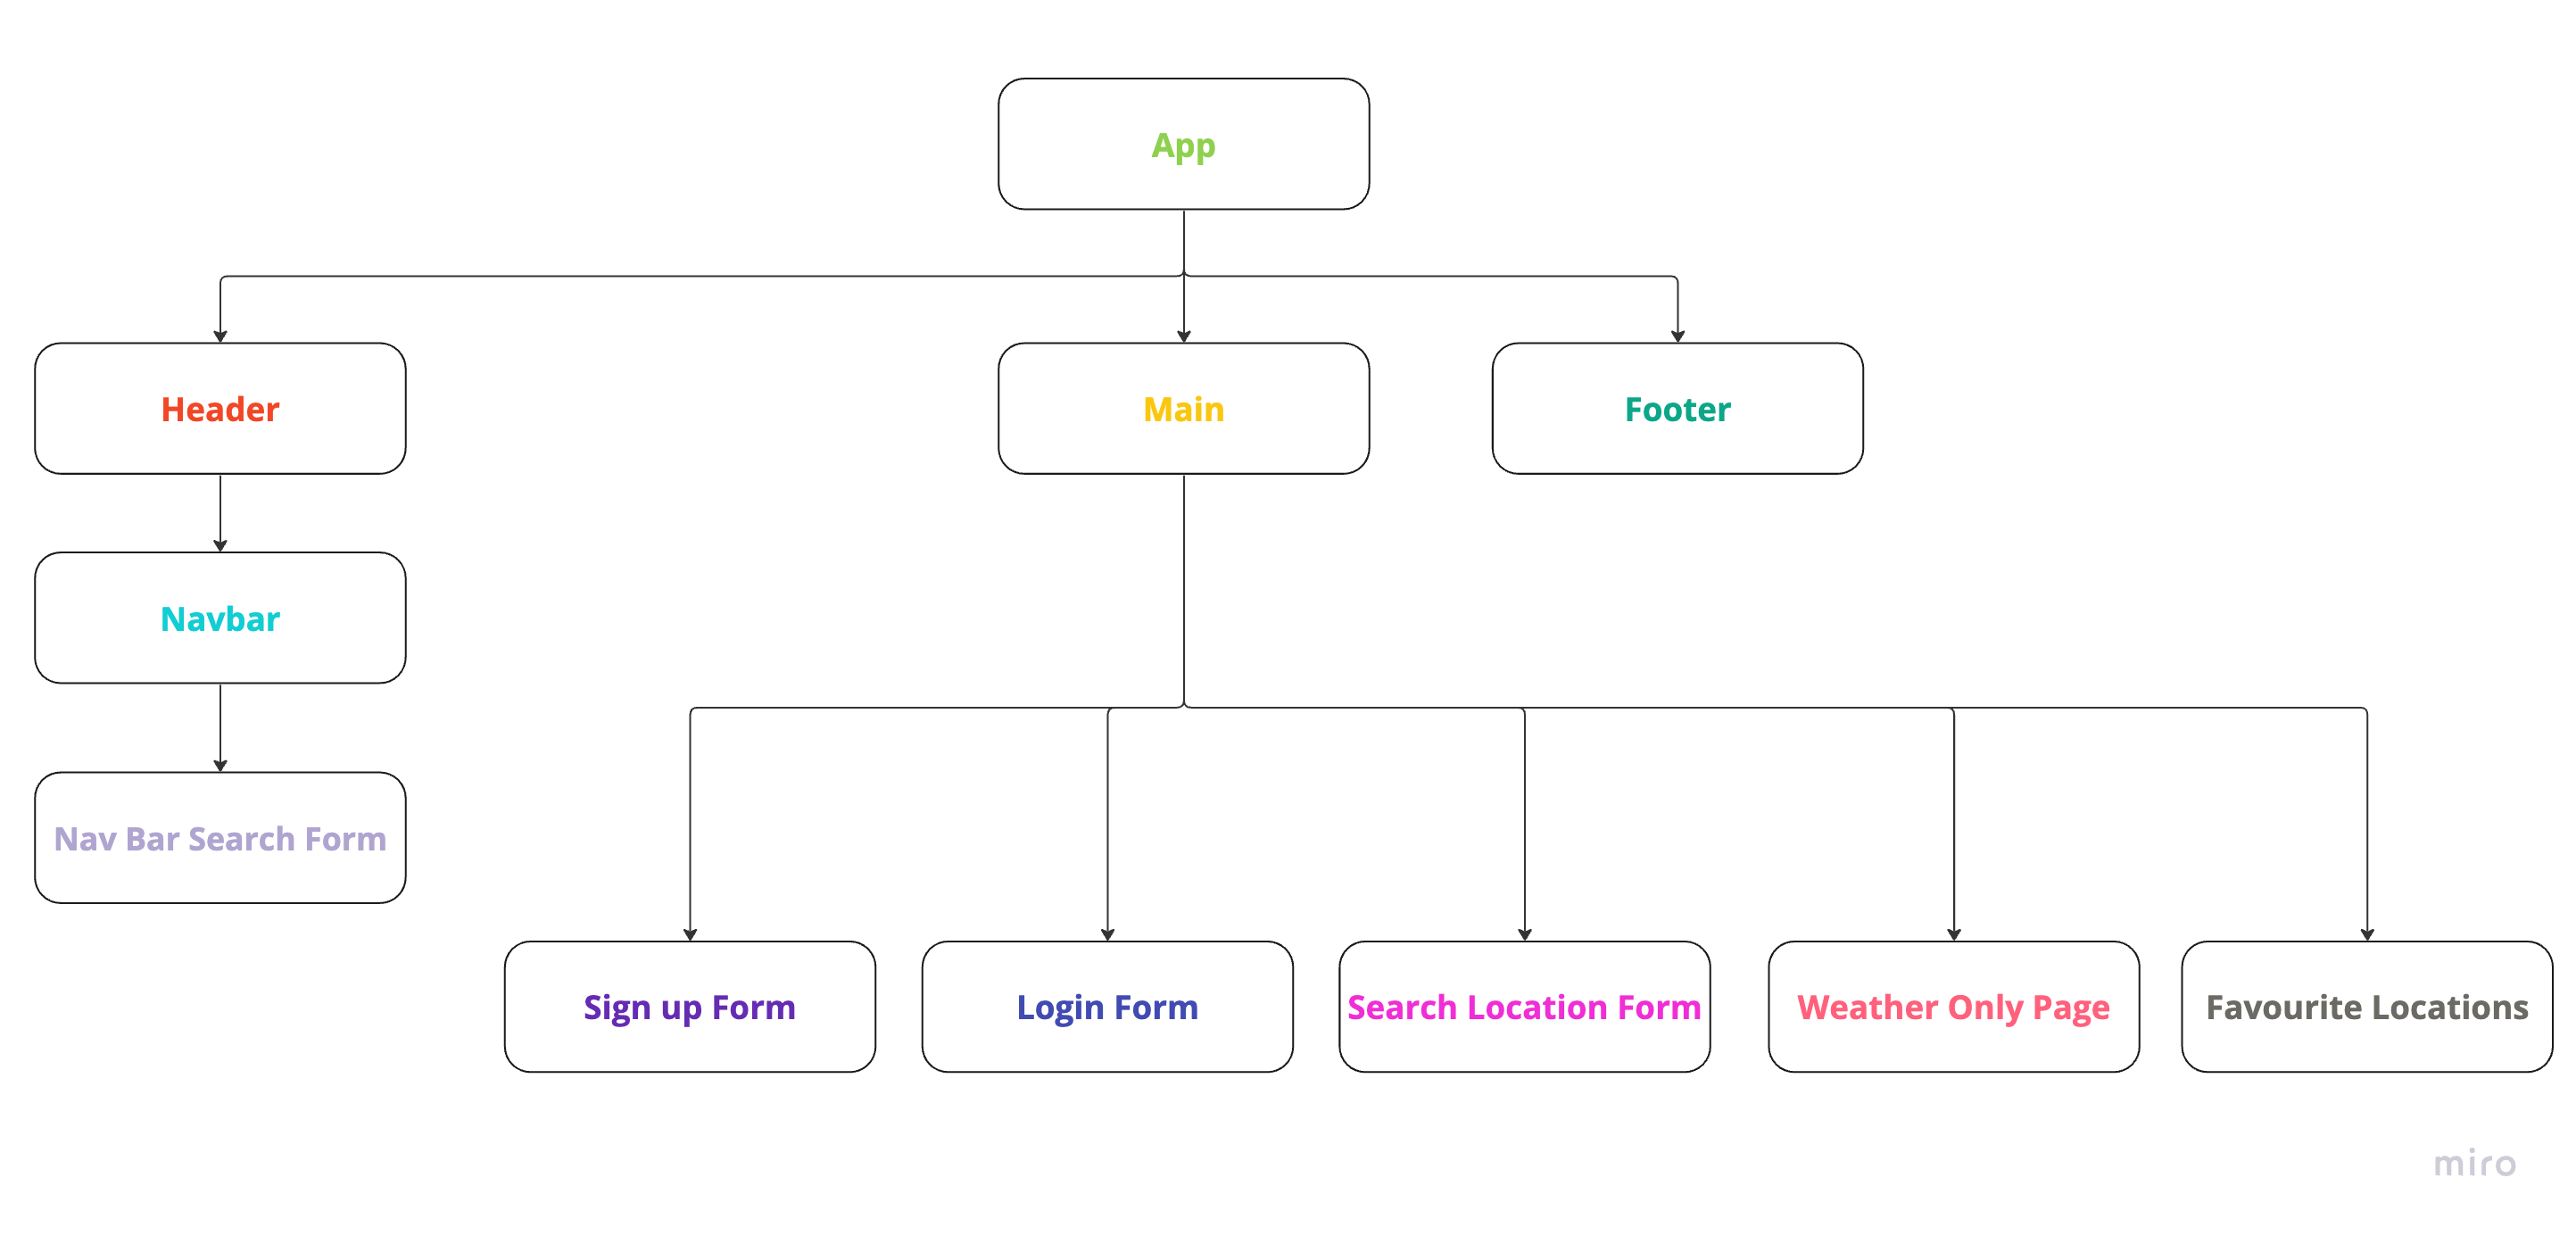 App
Header
Main
Footer
Navbar
Nav Bar Search Form
Sign up Form
Login Form
Search Location Form
Weather Only Page
Favourite Locations
miro